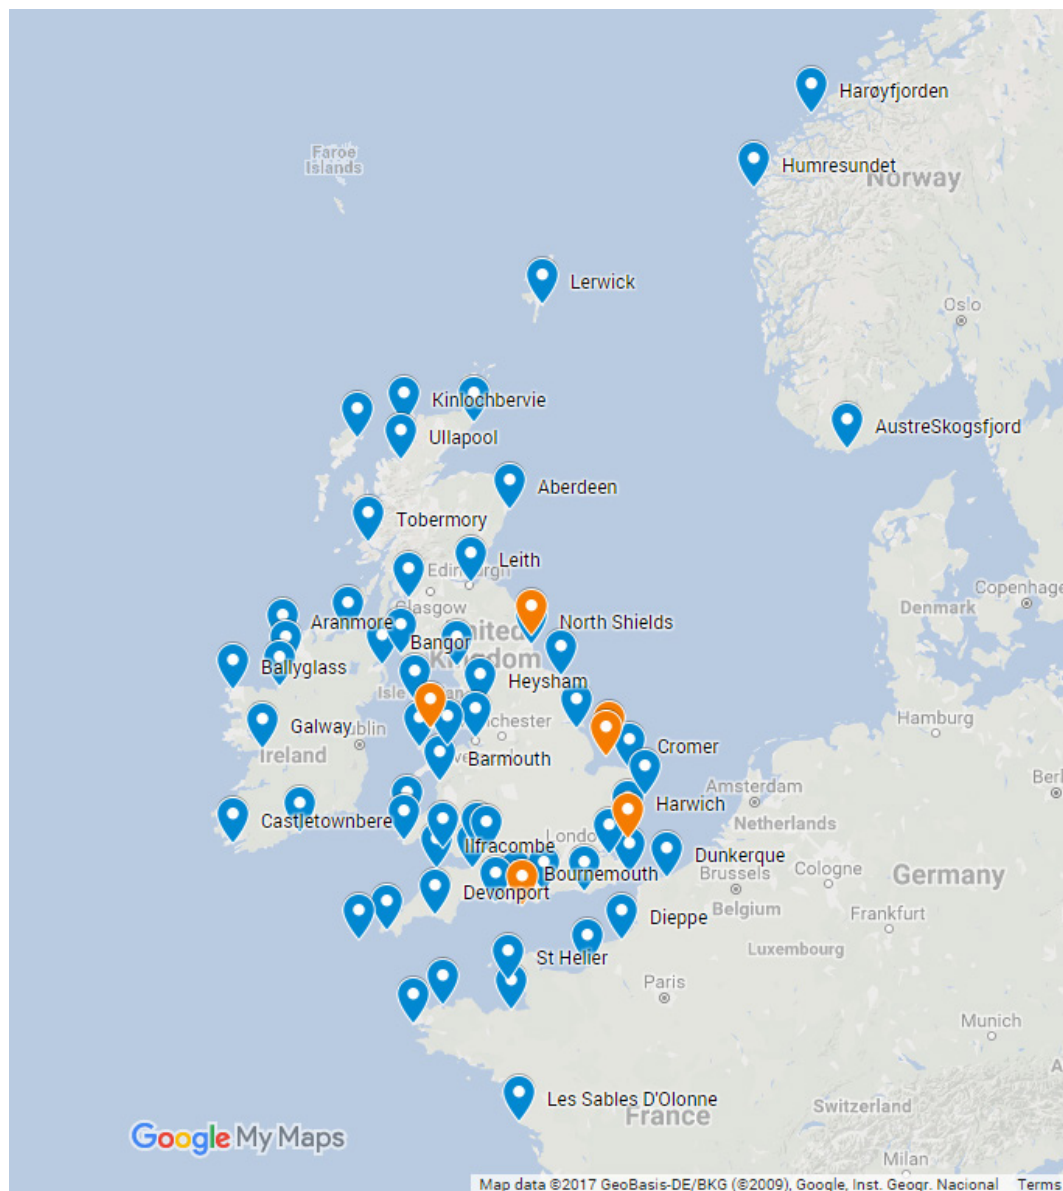 Harøyfjorden
Faroe
Islands
Humresundet
Norway
Lerwick
Oslo
Kinlochbervie
AustreSkogsfjord
Ullapool
Aberdeen
Tobermory
Leith
Edinburgh
Glasgow
Copenhage
Denmark
Aranmore
North Shields
United
Kingdom
Bangor
Ballyglass
Heysham
Isle
an
Hamburg
Galway
ublin
chester
Cromer
Ireland
Barmouth
Berl
Amsterdam
Harwich
Netherlands
Castletownbere
London
Ilfracombe
Dunkerque
Cologne
Brussels
Bournemouth
Germany
Devonport
Belgium
Dieppe
Frankfurt
Luxembourg
St Helier
Paris
Munich
A
Les Sables D'Olonne
Switzerland
France
Google My Maps
Milan
Map data ©2017 GeoBasis-DE/BKG (©2009), Google, Inst. Geogr. Nacional
Terms